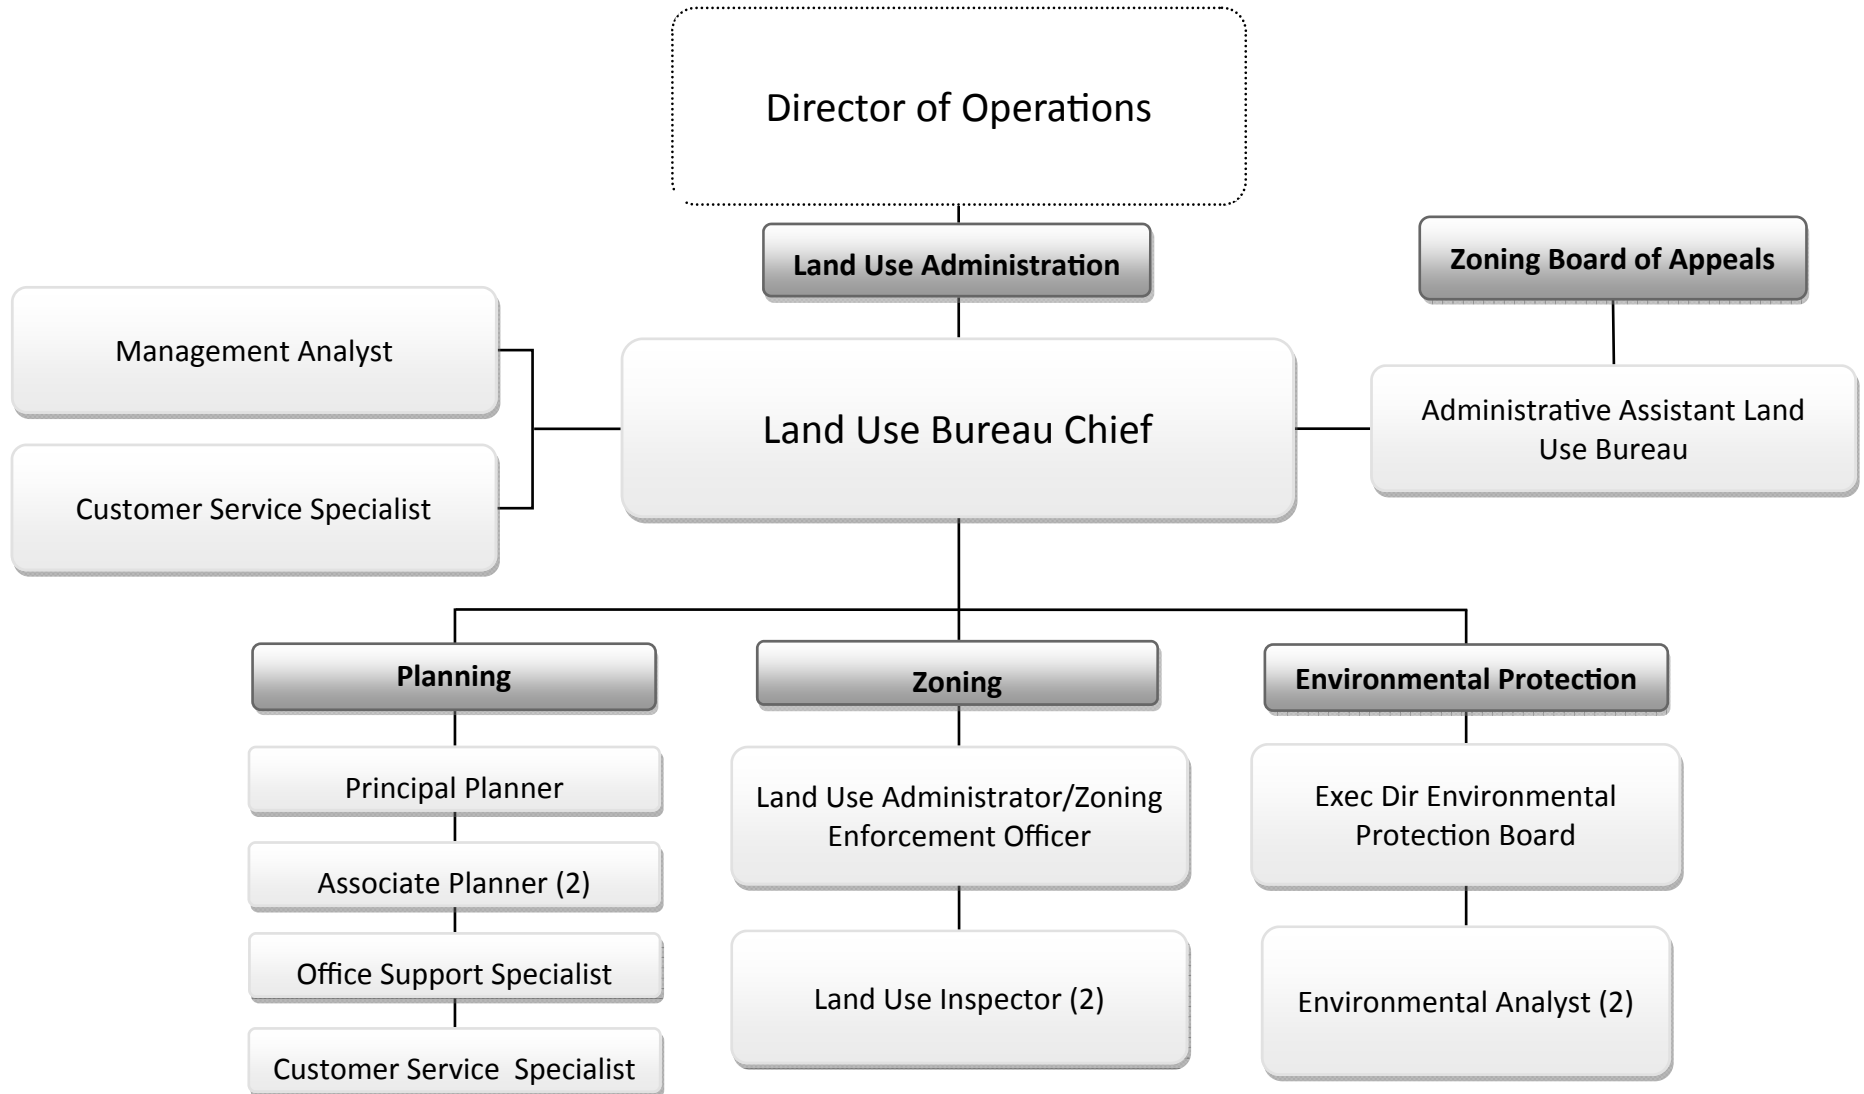 Director of Operations
Land Use Administration
Zoning Board of Appeals
Management Analyst
Land Use Bureau Chief
Administrative Assistant Land
Use Bureau
Customer Service Specialist
Planning
Zoning
Environmental Protection
Principal Planner
Associate Planner (2)
Office Support Specialist
Customer Service  Specialist
Land Use Administrator/Zoning
Enforcement Officer
Land Use Inspector (2)
Exec Dir Environmental
Protection Board
Environmental Analyst (2)